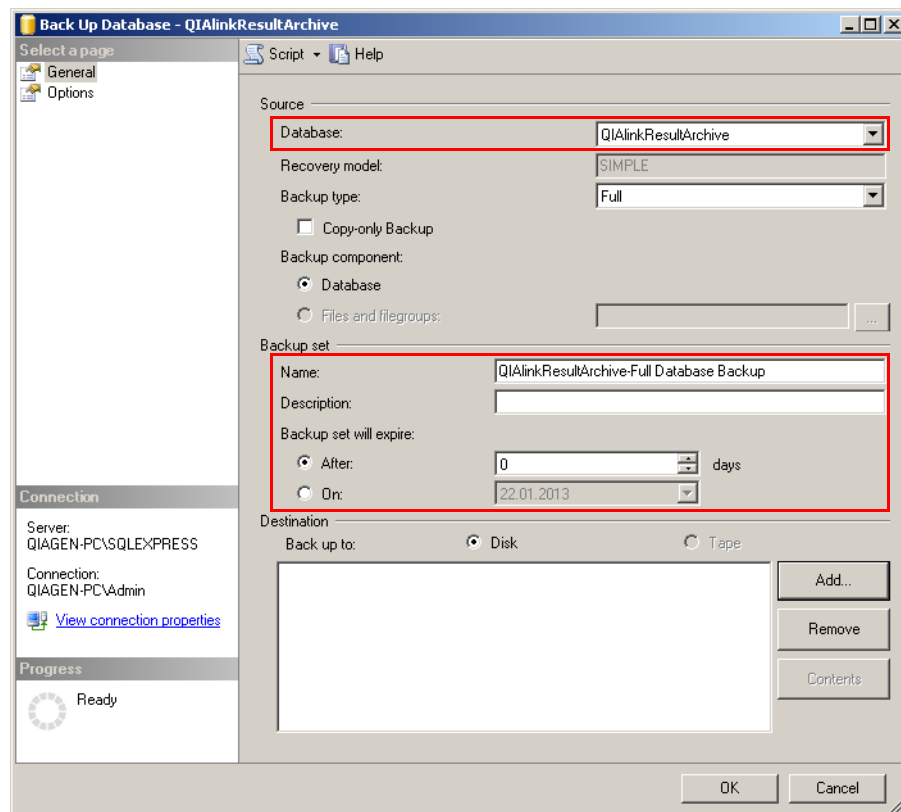 Back Up Database - QIAlinkResultArchive
Select a page
General
Options
Script
Help
Source
Database: QIAlinkResultArchive
Recovery model: SIMPLE
Backup type: Full
Copy-only Backup
Backup component:
Database
Files and filegroups: ...
Backup set
Name: QIAlinkResultArchive-Full Database Backup
Description:
Backup set will expire:
After: 0 days
On: 22.01.2013
Destination
Back up to: Disk Tape
Add...
Remove
Contents
Connection
Server:
QIAGEN-PC\SQLEXPRESS
Connection:
QIAGEN-PC\Admin
View connection properties
Progress
Ready
OK Cancel